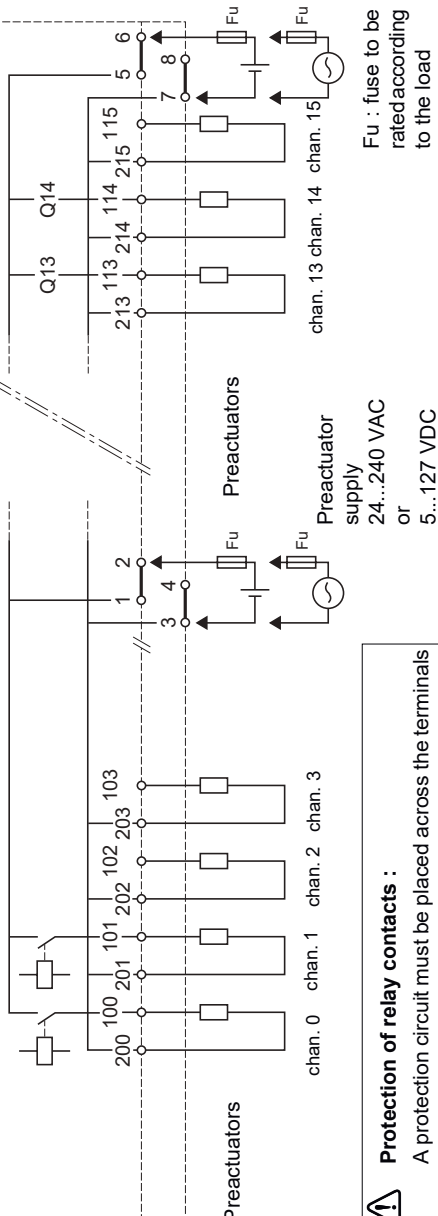 Q13 Q14
200 100 201 101 202 102 203 103 1 2 213 113 214 114 215 115 5 6
3 4 7 8
Fu Fu
Preactuators Preactuators
Fu Fu
chan. 0 chan. 1 chan. 2 chan. 3 chan. 13 chan. 14 chan. 15
Preactuator
supply
24...240 VAC
or
5...127 VDC
Fu : fuse to be
rated according
to the load
Protection of relay contacts :
A protection circuit must be placed across the terminals